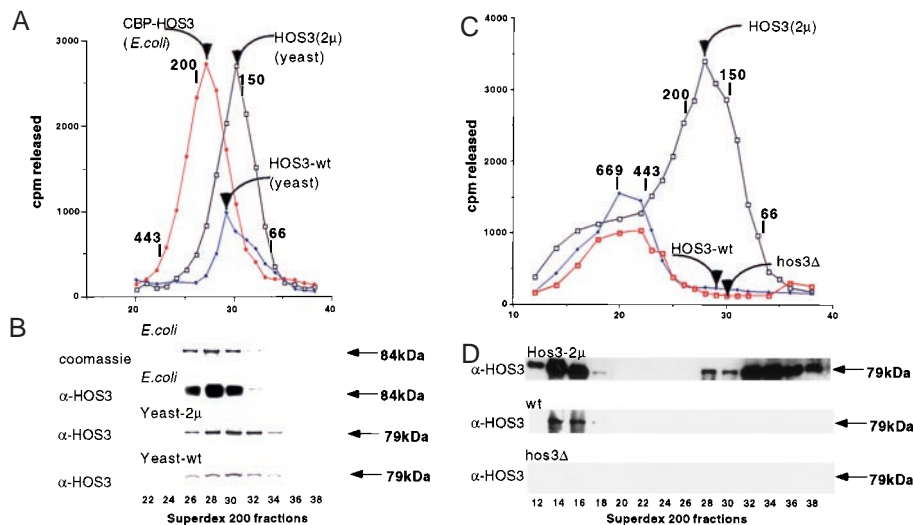 A
CBP-HOS3
(E.coli)
HOS3(2µ)
(yeast)
HOS3-wt
(yeast)
200
150
443
66
3000
2000
1000
0
cpm released
10
20
30
40
C
HOS3(2µ)
669
443
200
150
66
HOS3-wt
hos3Δ
4000
3000
2000
1000
0
cpm released
10
20
30
40
B
E.coli
coomassie
84kDa
E.coli
α-HOS3
84kDa
Yeast-2µ
α-HOS3
79kDa
Yeast-wt
α-HOS3
79kDa
22 24 26 28 30 32 34 36 38
Superdex 200 fractions
D
Hos3-2µ
α-HOS3
79kDa
wt
α-HOS3
79kDa
hos3Δ
α-HOS3
79kDa
12 14 16 18 20 22 24 26 28 30 32 34 36 38
Superdex 200 fractions